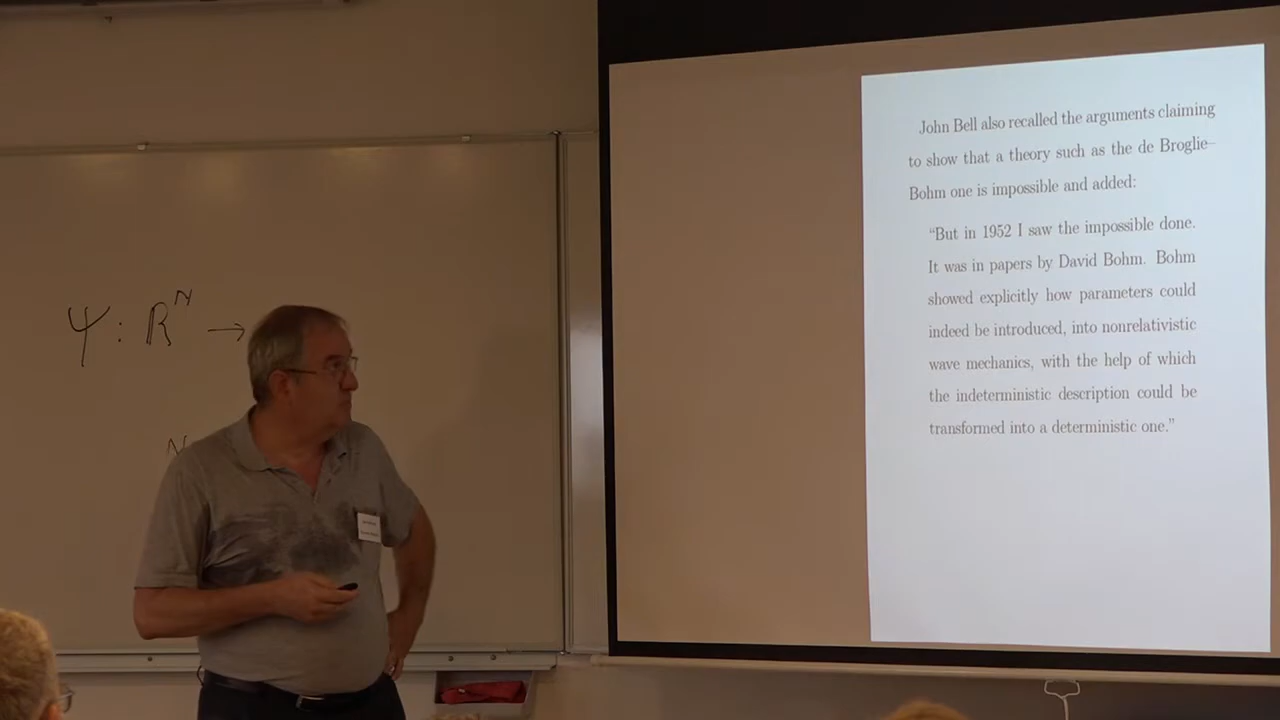 Ψ : R^N →
N
John Bell also recalled the arguments claiming
to show that a theory such as the de Broglie–
Bohm one is impossible and added:
“But in 1952 I saw the impossible done.
It was in papers by David Bohm. Bohm
showed explicitly how parameters could
indeed be introduced, into nonrelativistic
wave mechanics, with the help of which
the indeterministic description could be
transformed into a deterministic one.”